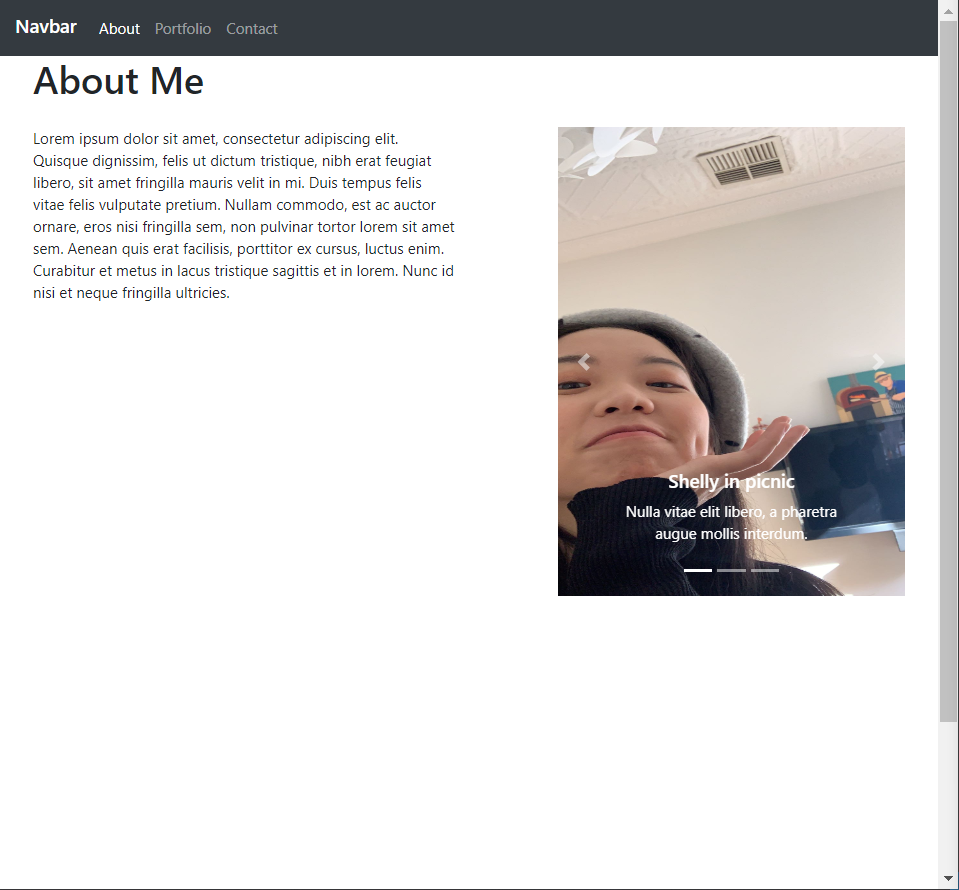 Navbar About Portfolio Contact
About Me
Lorem ipsum dolor sit amet, consectetur adipiscing elit.
Quisque dignissim, felis ut dictum tristique, nibh erat feugiat
libero, sit amet fringilla mauris velit in mi. Duis tempus felis
vitae felis vulputate pretium. Nullam commodo, est ac auctor
ornare, eros nisi fringilla sem, non pulvinar tortor lorem sit amet
sem. Aenean quis erat facilisis, porttitor ex cursus, luctus enim.
Curabitur et metus in lacus tristique sagittis et in lorem. Nunc id
nisi et neque fringilla ultricies.
Shelly in picnic
Nulla vitae elit libero, a pharetra
augue mollis interdum.